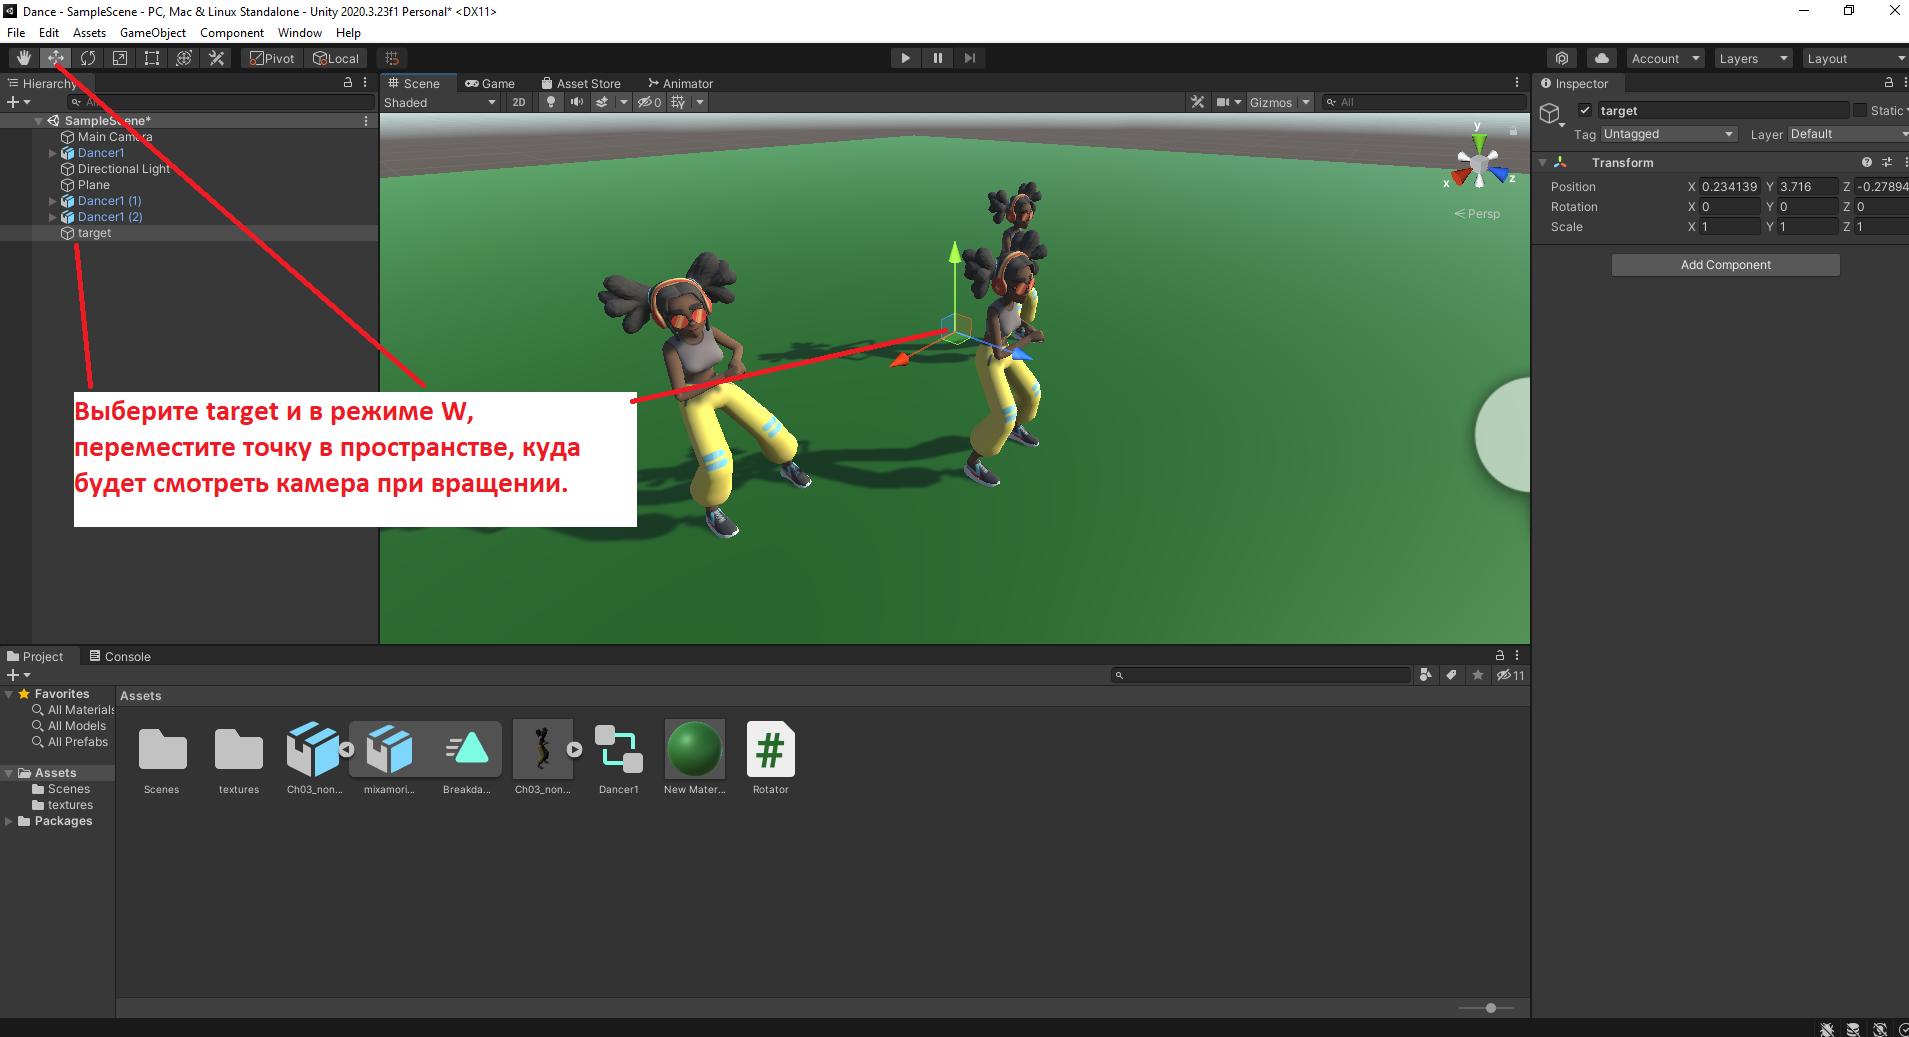 Dance - SampleScene - PC, Mac & Linux Standalone - Unity 2020.3.23f1 Personal* <DX11>
File Edit Assets GameObject Component Window Help
Pivot Local
Account Layers Layout
Hierarchy
All
SampleScene*
Main Camera
Dancer1
Directional Light
Plane
Dancer1 (1)
Dancer1 (2)
target
Scene Game Asset Store Animator
Shaded 2D 0 Gizmos All
y
x
z
Persp
Выберите target и в режиме W,
переместите точку в пространстве, куда
будет смотреть камера при вращении.
Inspector
target Static
Tag Untagged Layer Default
Transform
Position X 0.234139 Y 3.716 Z -0.27894
Rotation X 0 Y 0 Z 0
Scale X 1 Y 1 Z 1
Add Component
Project Console
11
Favorites
All Materials
All Models
All Prefabs
Assets
Scenes
textures
Packages
Assets
Scenes textures Ch03_non... mixamori... Breakda... Ch03_non... Dancer1 New Mater... Rotator